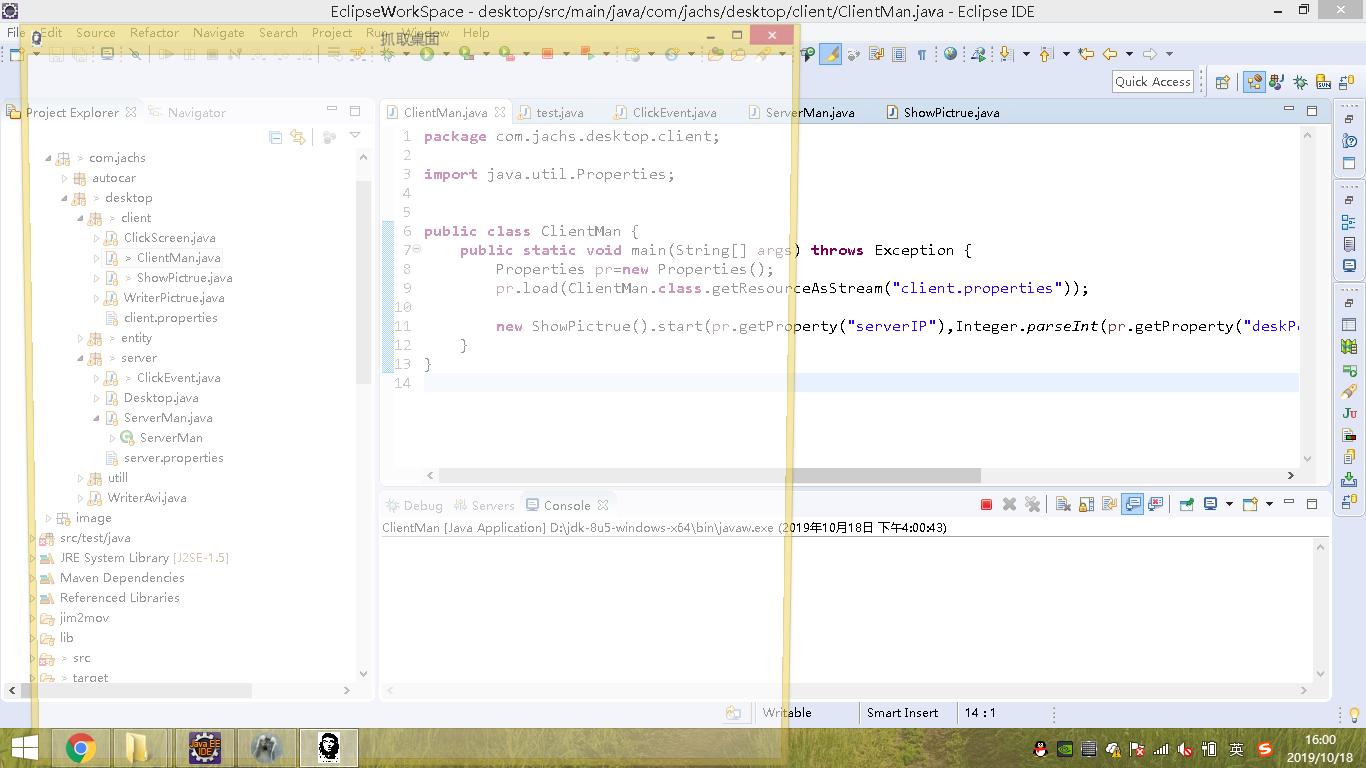 EclipseWorkSpace - desktop/src/main/java/com/jachs/desktop/client/ClientMan.java - Eclipse IDE
File Edit Source Refactor Navigate Search Project Run Window Help
抓取桌面
Quick Access
Project Explorer Navigator
ClientMan.java test.java ClickEvent.java ServerMan.java ShowPictrue.java
com.jachs
autocar
desktop
client
ClickScreen.java
ClientMan.java
ShowPictrue.java
WriterPictrue.java
client.properties
entity
server
ClickEvent.java
Desktop.java
ServerMan.java
ServerMan
server.properties
utill
WriterAvi.java
image
src/test/java
JRE System Library [J2SE-1.5]
Maven Dependencies
Referenced Libraries
jim2mov
lib
src
target
1 package com.jachs.desktop.client;
2
3 import java.util.Properties;
4
5
6 public class ClientMan {
7 public static void main(String[] args) throws Exception {
8 Properties pr=new Properties();
9 pr.load(ClientMan.class.getResourceAsStream("client.properties"));
10
11 new ShowPictrue().start(pr.getProperty("serverIP"),Integer.parseInt(pr.getProperty("deskP
12 }
13 }
14
Debug Servers Console
ClientMan [Java Application] D:\jdk-8u5-windows-x64\bin\javaw.exe (2019年10月18日 下午4:00:43)
Writable Smart Insert 14 : 1
Java EE
IDE
英
16:00
2019/10/18